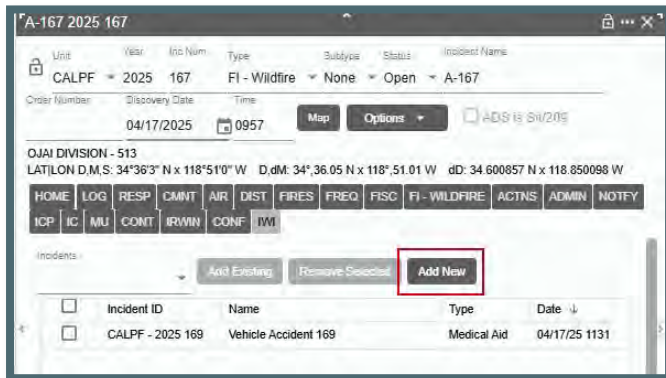 A-167 2025 167
Unit Year Inc Num Type Subtype Status Incident Name
CALPF 2025 167 FI - Wildfire None Open A-167
Order Number Discovery Date Time
04/17/2025 0957 Map Options ADS is SIt/209
OJAI DIVISION - 513
LAT|LON D,M,S: 34°36'3" N x 118°51'0" W D,dM: 34°,36.05 N x 118°,51.01 W dD: 34.600857 N x 118.850098 W
HOME LOG RESP CMNT AIR DIST FIRES FREQ FISC FI - WILDFIRE ACTNS ADMIN NOTFY
ICP IC MU CONT IRWIN CONF IWI
Incidents Add Existing Remove Selected Add New
Incident ID Name Type Date ↓
CALPF - 2025 169 Vehicle Accident 169 Medical Aid 04/17/25 1131